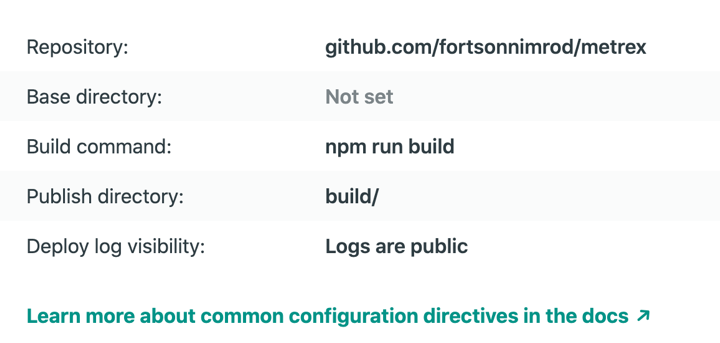 Repository: github.com/fortsonnimrod/metrex
Base directory: Not set
Build command: npm run build
Publish directory: build/
Deploy log visibility: Logs are public
Learn more about common configuration directives in the docs ↗